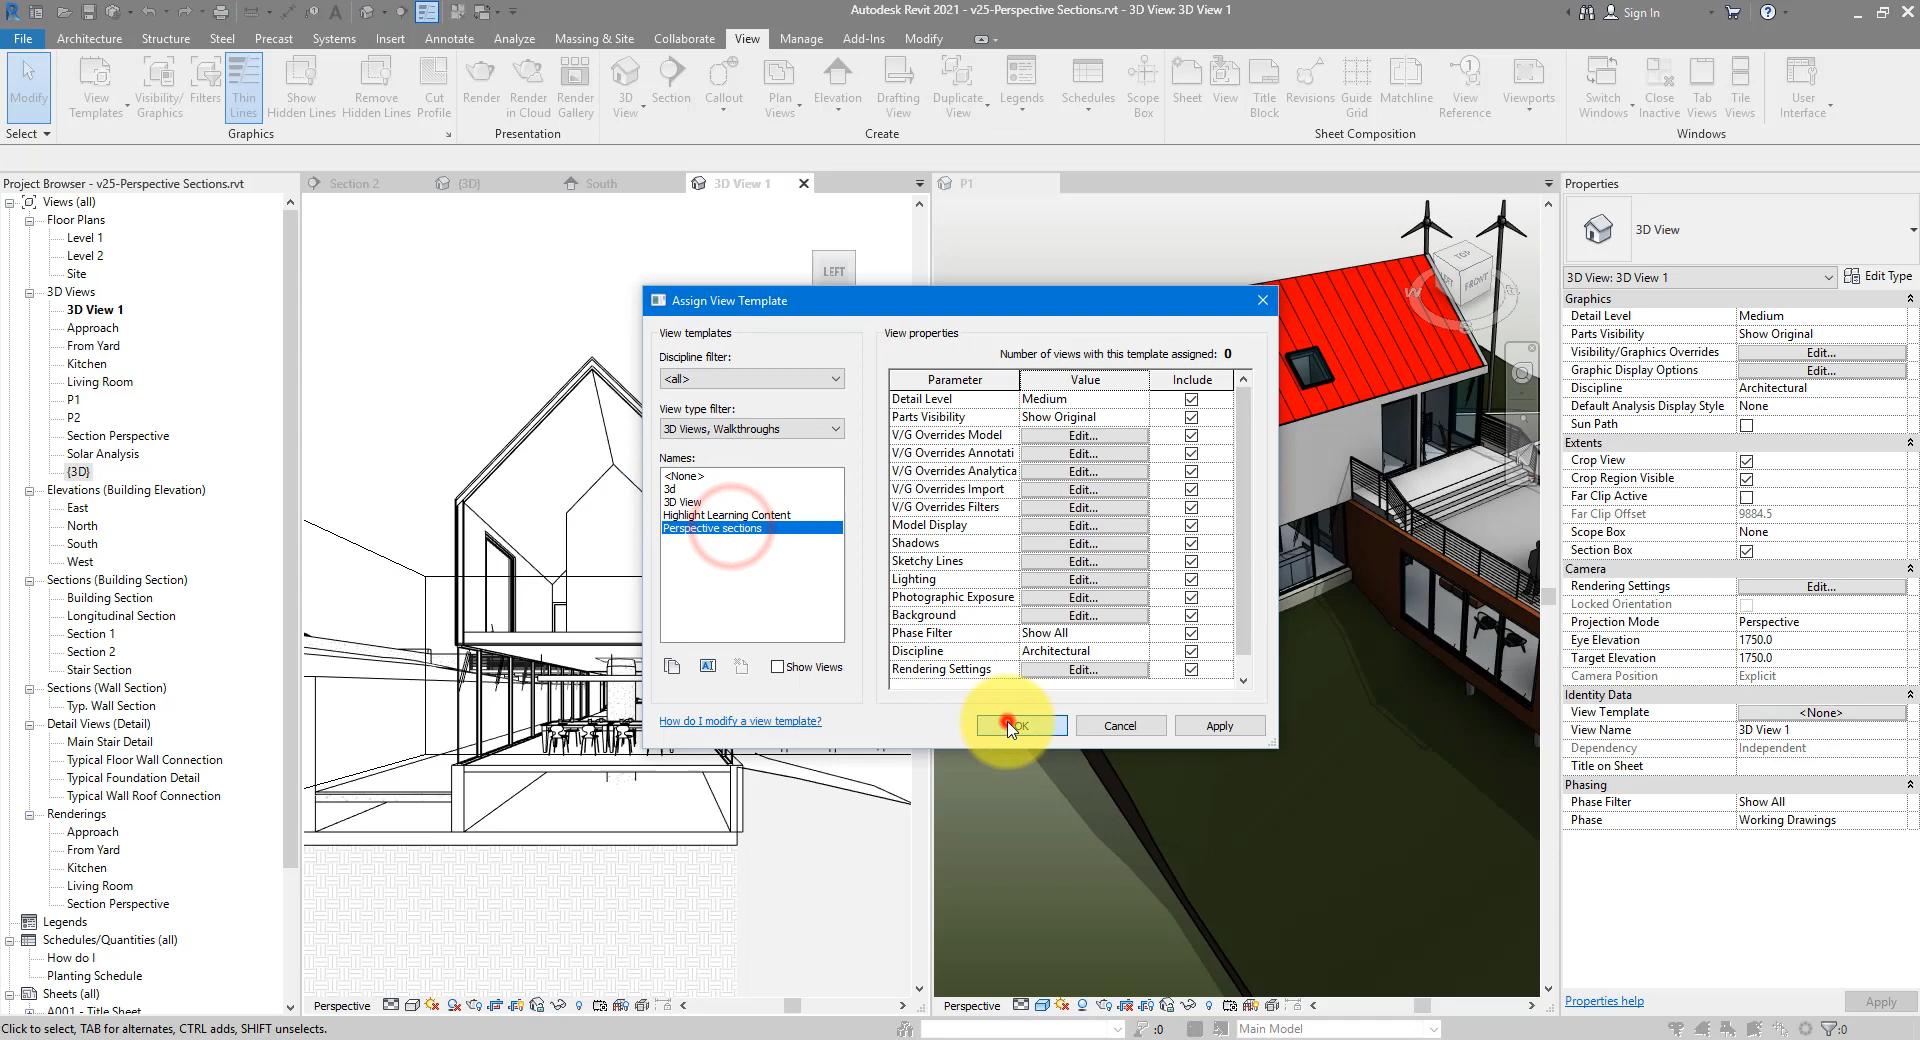 Autodesk Revit 2021 - v25-Perspective Sections.rvt - 3D View: 3D View 1
Sign In
File Architecture Structure Steel Precast Systems Insert Annotate Analyze Massing & Site Collaborate View Manage Add-Ins Modify
Modify
View Templates
Visibility/ Graphics
Filters
Thin Lines
Show Hidden Lines
Remove Hidden Lines
Cut Profile
Render
Render in Cloud
Render Gallery
3D View
Section
Callout
Plan Views
Elevation
Drafting View
Duplicate View
Legends
Schedules
Scope Box
Sheet
View
Title Block
Revisions
Guide Grid
Matchline
View Reference
Viewports
Switch Windows
Close Inactive
Tab Views
Tile Views
User Interface
Select
Graphics
Presentation
Create
Sheet Composition
Windows
Project Browser - v25-Perspective Sections.rvt
Views (all)
Floor Plans
Level 1
Level 2
Site
3D Views
3D View 1
Approach
From Yard
Kitchen
Living Room
P1
P2
Section Perspective
Solar Analysis
{3D}
Elevations (Building Elevation)
East
North
South
West
Sections (Building Section)
Building Section
Longitudinal Section
Section 1
Section 2
Stair Section
Sections (Wall Section)
Typ. Wall Section
Detail Views (Detail)
Main Stair Detail
Typical Floor Wall Connection
Typical Foundation Detail
Typical Wall Roof Connection
Renderings
Approach
From Yard
Kitchen
Living Room
Section Perspective
Legends
Schedules/Quantities (all)
How do I
Planting Schedule
Sheets (all)
A001 - Title Sheet
Section 2
{3D}
South
3D View 1
P1
LEFT
TOP
FRONT
W
Assign View Template
View templates
Discipline filter:
<all>
View type filter:
3D Views, Walkthroughs
Names:
<None>
3d
3D View
Highlight Learning Content
Perspective sections
Show Views
How do I modify a view template?
View properties
Number of views with this template assigned: 0
Parameter Value Include
Detail Level Medium
Parts Visibility Show Original
V/G Overrides Model Edit...
V/G Overrides Annotati Edit...
V/G Overrides Analytica Edit...
V/G Overrides Import Edit...
V/G Overrides Filters Edit...
Model Display Edit...
Shadows Edit...
Sketchy Lines Edit...
Lighting Edit...
Photographic Exposure Edit...
Background Edit...
Phase Filter Show All
Discipline Architectural
Rendering Settings Edit...
OK Cancel Apply
Properties
3D View
3D View: 3D View 1 Edit Type
Graphics
Detail Level Medium
Parts Visibility Show Original
Visibility/Graphics Overrides Edit...
Graphic Display Options Edit...
Discipline Architectural
Default Analysis Display Style None
Sun Path
Extents
Crop View
Crop Region Visible
Far Clip Active
Far Clip Offset 9884.5
Scope Box None
Section Box
Camera
Rendering Settings Edit...
Locked Orientation
Projection Mode Perspective
Eye Elevation 1750.0
Target Elevation 1750.0
Camera Position Explicit
Identity Data
View Template <None>
View Name 3D View 1
Dependency Independent
Title on Sheet
Phasing
Phase Filter Show All
Phase Working Drawings
Properties help Apply
Perspective
Perspective
Click to select, TAB for alternates, CTRL adds, SHIFT unselects.
:0
Main Model
:0